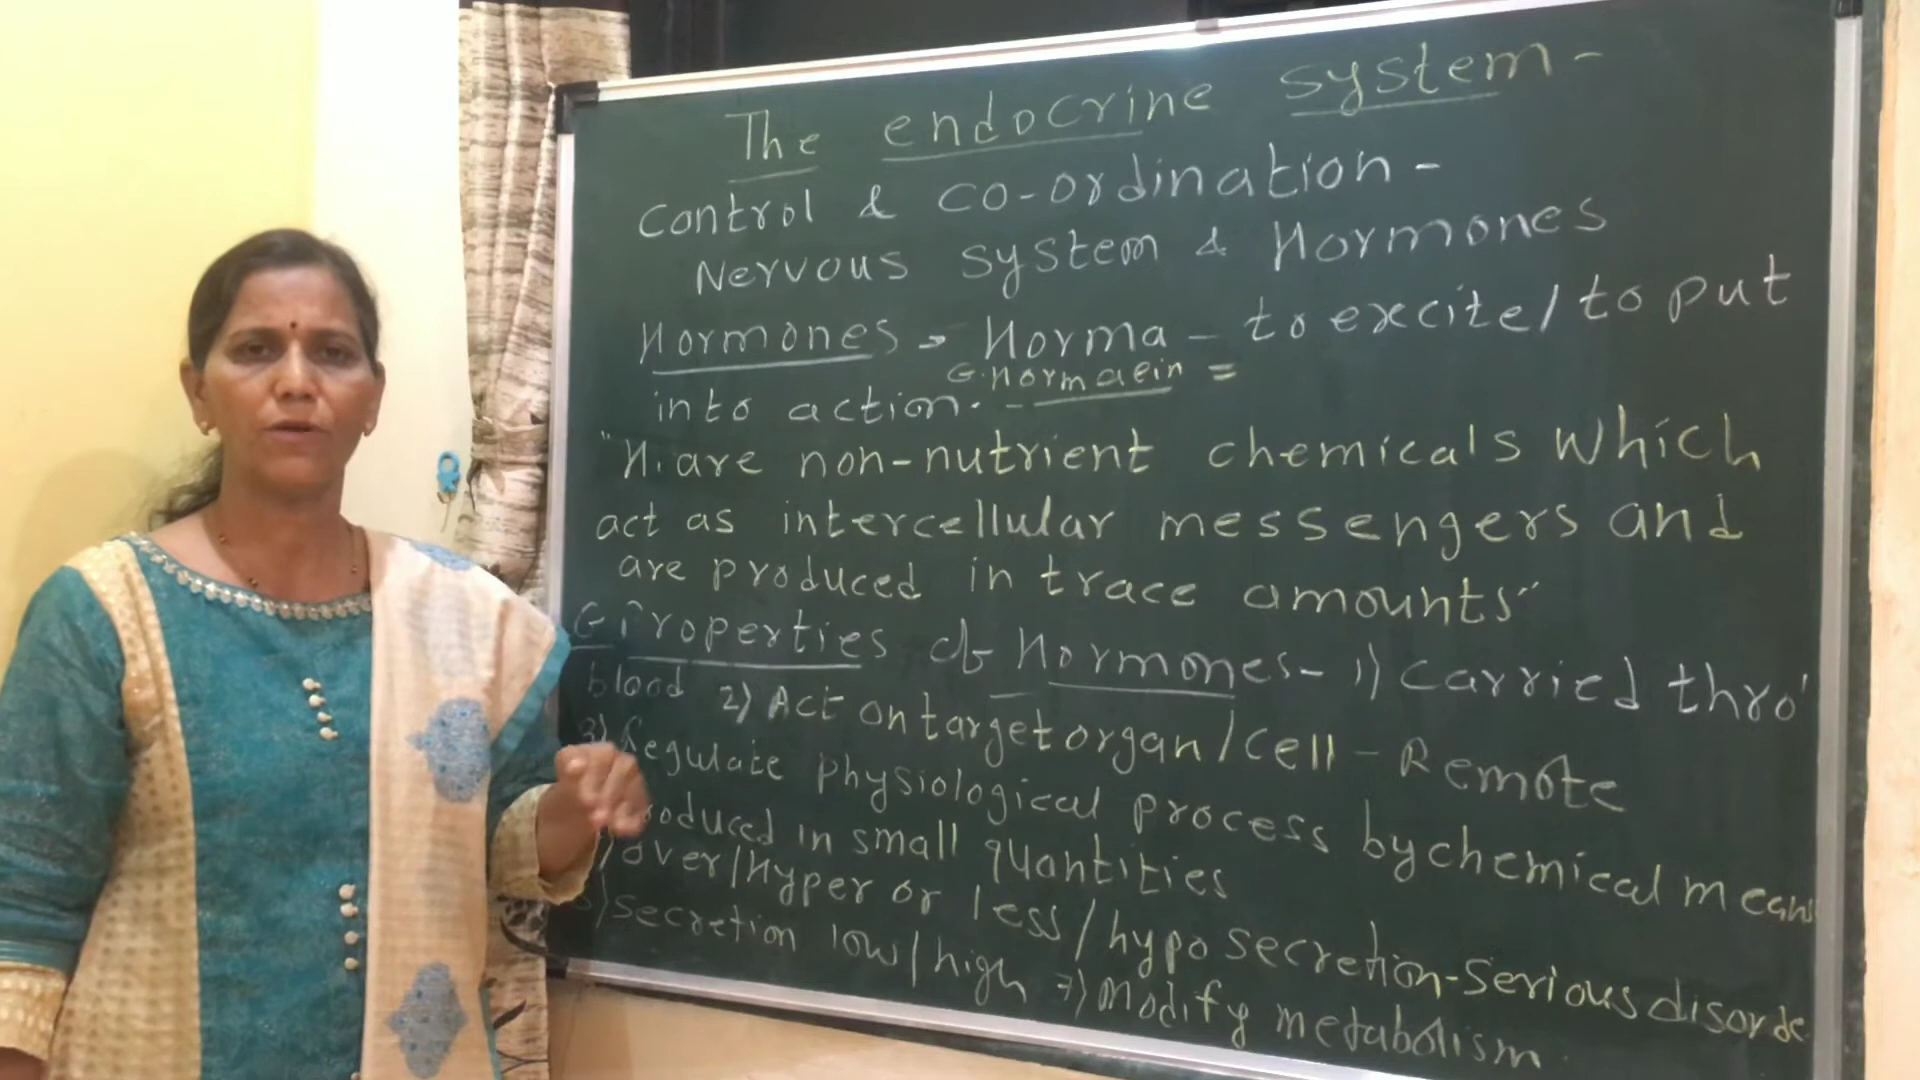 The endocrine system-
control & co-ordination-
Nervous system & Hormones
Hormones - Horma - to excite/to put
G. hormaein =
into action.-
"H. are non-nutrient chemicals which
act as intercellular messengers and
are produced in trace amounts"
G Properties of Hormones- 1) carried thro'
blood 2) Act on target organ/cell - Remote
3) Regulate physiological process by chemical means
in small quantities
over/Hyper or less/hypo secretion-serious disorde
) secretion low/high 7) Modify metabolism.